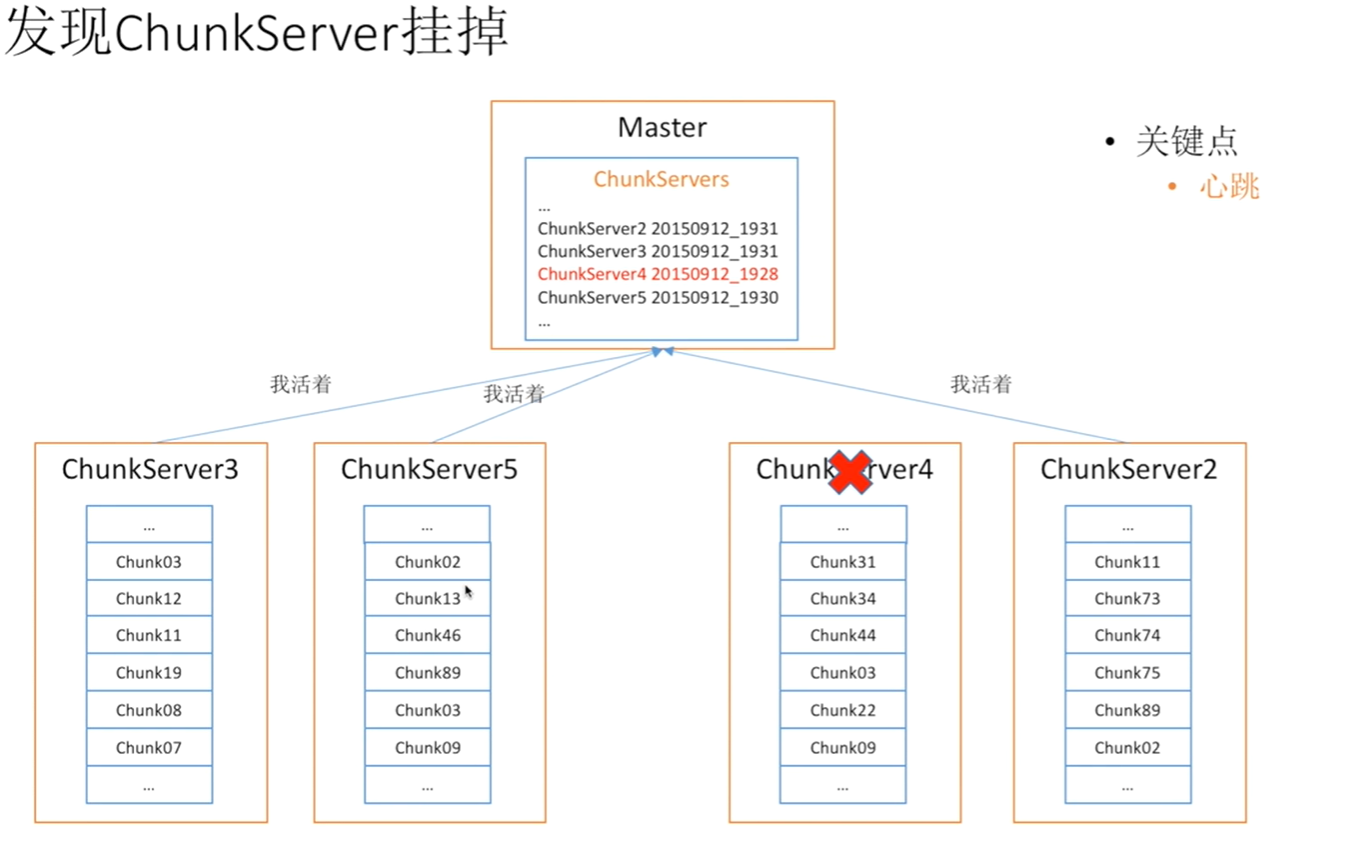 发现ChunkServer挂掉
Master
ChunkServers
...
ChunkServer2 20150912_1931
ChunkServer3 20150912_1931
ChunkServer4 20150912_1928
ChunkServer5 20150912_1930
...
• 关键点
• 心跳
我活着
我活着
我活着
ChunkServer3
...
Chunk03
Chunk12
Chunk11
Chunk19
Chunk08
Chunk07
...
ChunkServer5
...
Chunk02
Chunk13
Chunk46
Chunk89
Chunk03
Chunk09
...
ChunkServer4
...
Chunk31
Chunk34
Chunk44
Chunk03
Chunk22
Chunk09
...
ChunkServer2
...
Chunk11
Chunk73
Chunk74
Chunk75
Chunk89
Chunk02
...